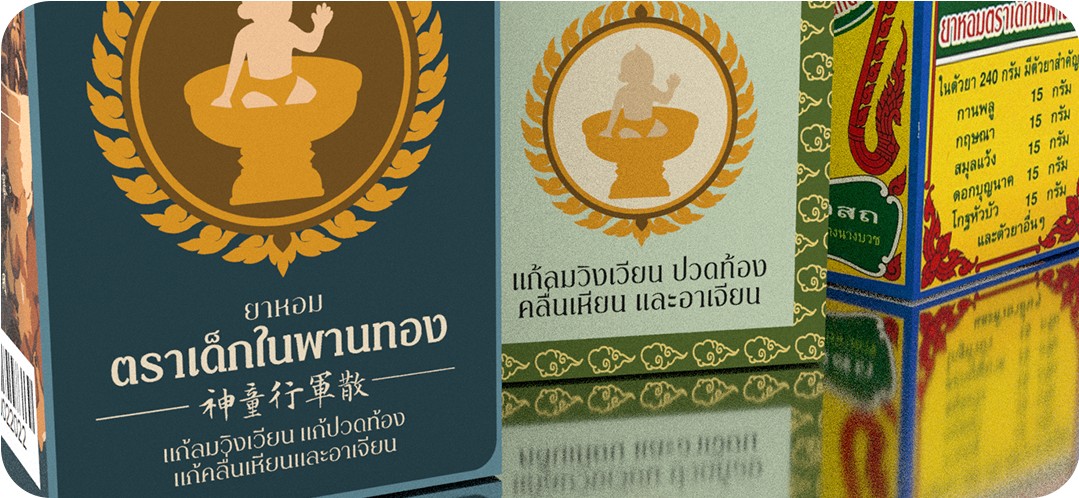 ยาหอม
ตราเด็กในพานทอง
神童行軍散
แก้ลมวิงเวียน แก้ปวดท้อง
แก้คลื่นเหียนและอาเจียน
0022022
แก้ลมวิงเวียน ปวดท้อง
คลื่นเหียน และอาเจียน
ยาหอมตราเด็กในพาน
ในตัวยา 240 กรัม มีตัวยาสำคัญ
กานพลู 15 กรัม
กฤษณา 15 กรัม
สมุลแว้ง 15 กรัม
ดอกบุญนาค 15 กรัม
โกฐหัวบัว 15 กรัม
และตัวยาอื่นๆ